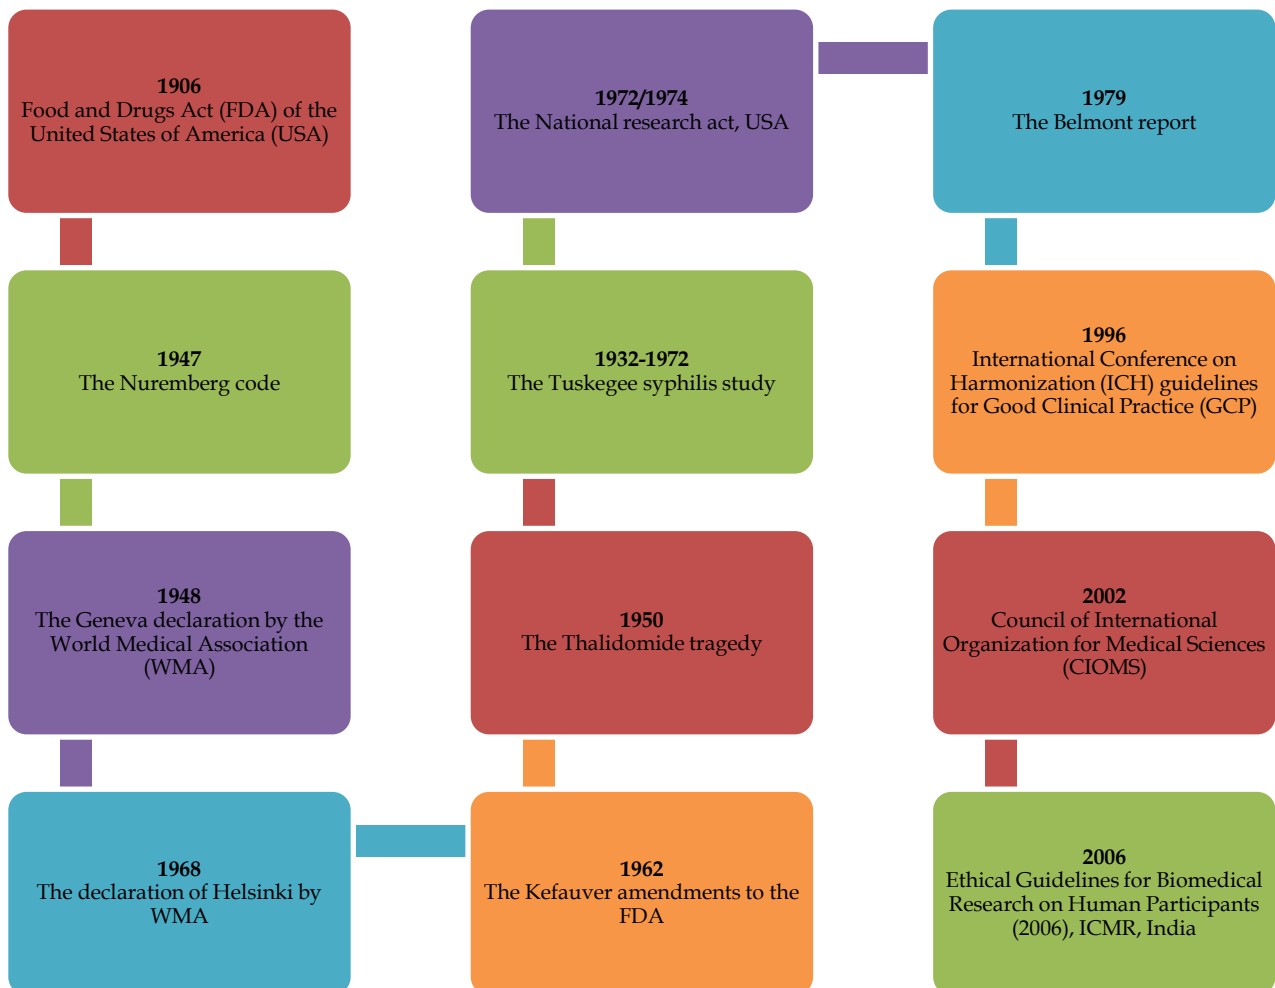 1906
Food and Drugs Act (FDA) of the
United States of America (USA)
1947
The Nuremberg code
1948
The Geneva declaration by the
World Medical Association
(WMA)
1968
The declaration of Helsinki by
WMA
1962
The Kefauver amendments to the
FDA
1950
The Thalidomide tragedy
1932-1972
The Tuskegee syphilis study
1972/1974
The National research act, USA
1979
The Belmont report
1996
International Conference on
Harmonization (ICH) guidelines
for Good Clinical Practice (GCP)
2002
Council of International
Organization for Medical Sciences
(CIOMS)
2006
Ethical Guidelines for Biomedical
Research on Human Participants
(2006), ICMR, India